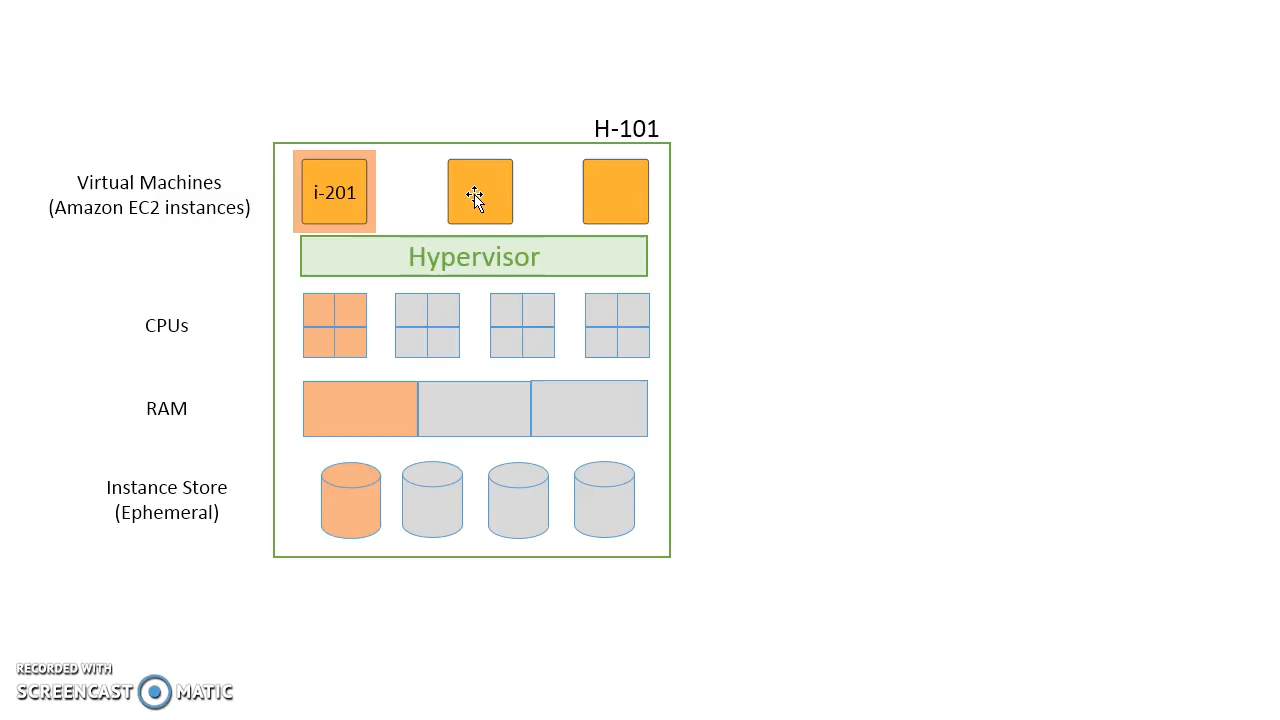 H-101
Virtual Machines
(Amazon EC2 instances)
i-201
Hypervisor
CPUs
RAM
Instance Store
(Ephemeral)
RECORDED WITH
SCREENCAST MATIC